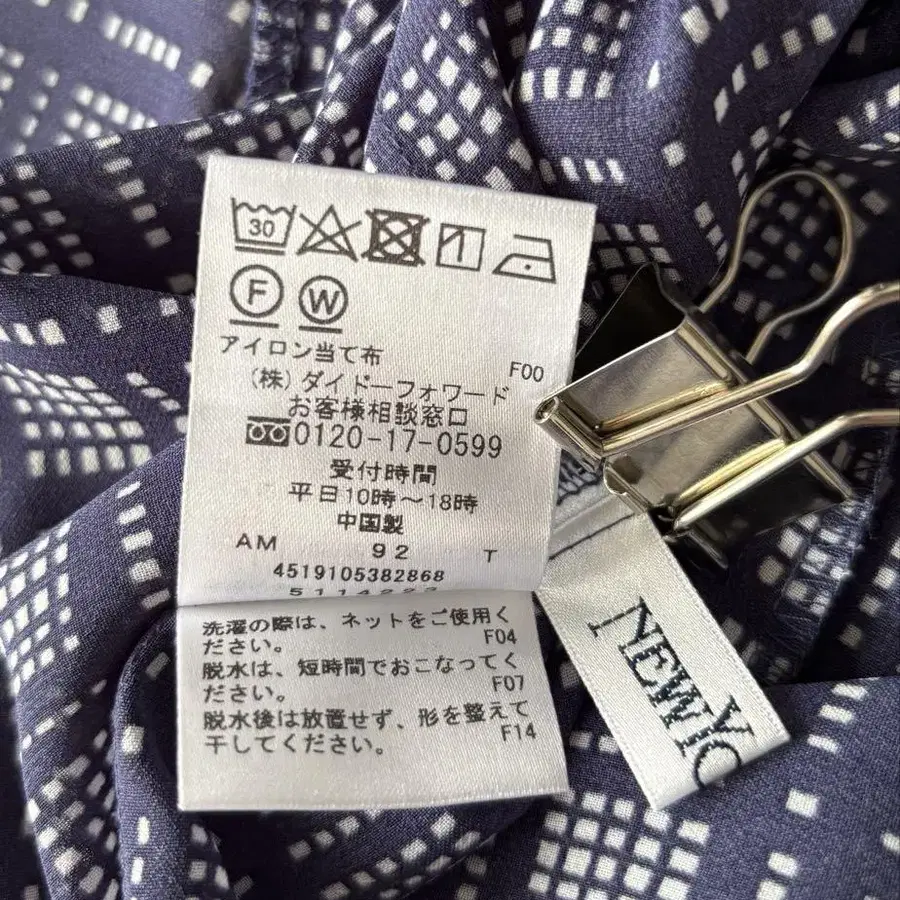 30
F W
アイロン当て布
F00
(株)ダイドーフォワード
お客様相談窓口
0120-17-0599
受付時間
平日10時～18時
中国製
AM 92 T
4519105382868
洗濯の際は、ネットをご使用く
ださい。 F04
脱水は、短時間でおこなってく
ださい。 F07
脱水後は放置せず、形を整えて
干してください。 F14
NEWYO